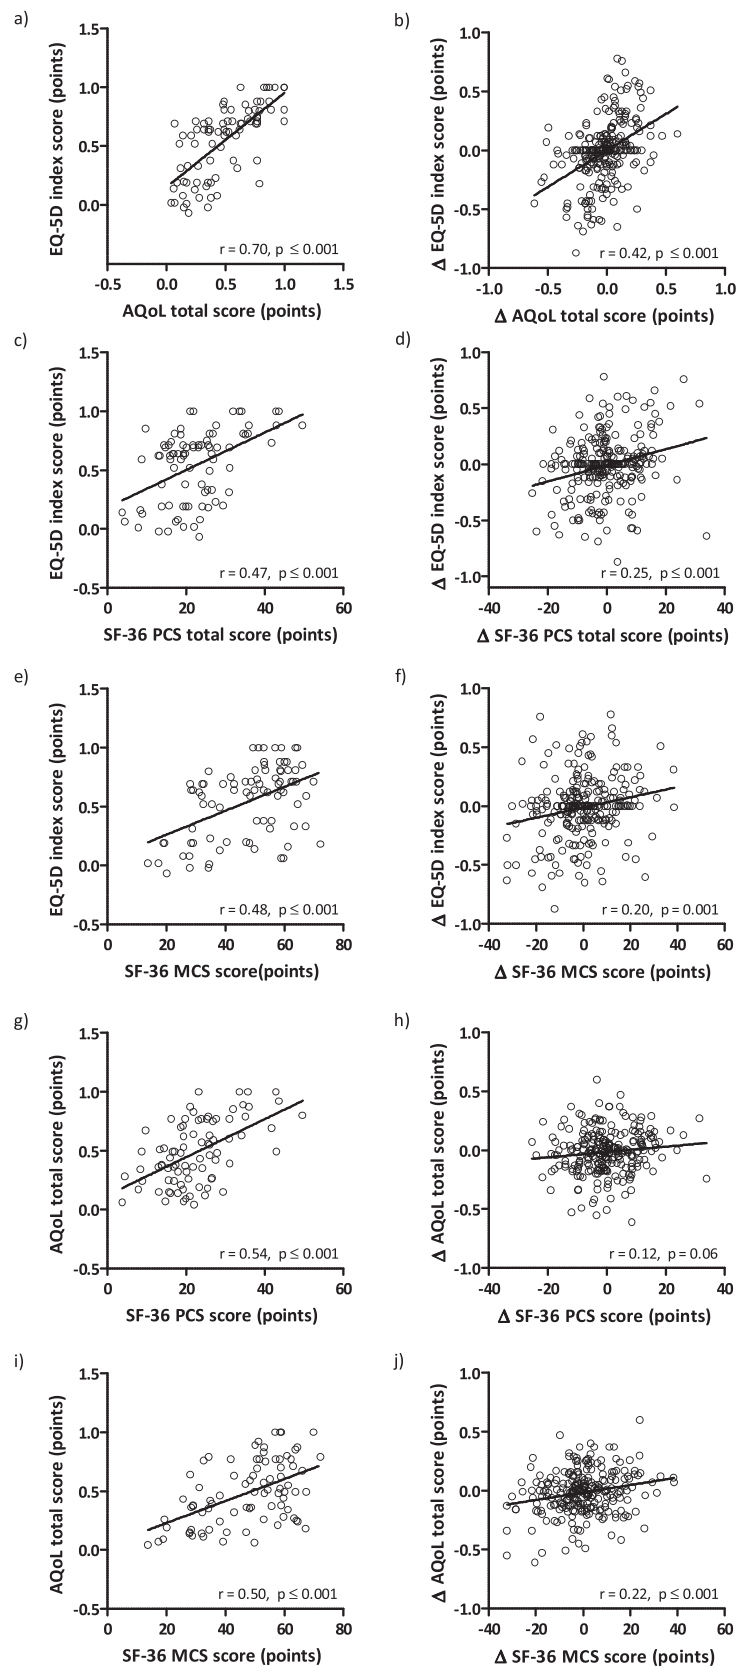 a)
EQ-5D index score (points)
1.5
1.0
0.5
0.0
r = 0.70, p ≤ 0.001
-0.5 0.0 0.5 1.0 1.5
AQoL total score (points)
b)
Δ EQ-5D index score (points)
1.0
0.5
0.0
-0.5
-1.0
r = 0.42, p ≤ 0.001
-1.0 -0.5 0.0 0.5 1.0
Δ AQoL total score (points)
c)
EQ-5D index score (points)
1.5
1.0
0.5
0.0
-0.5
r = 0.47, p ≤ 0.001
0 20 40 60
SF-36 PCS total score (points)
d)
Δ EQ-5D index score (points)
1.0
0.5
0.0
-0.5
-1.0
r = 0.25, p ≤ 0.001
-40 -20 0 20 40
Δ SF-36 PCS total score (points)
e)
EQ-5D index score (points)
1.5
1.0
0.5
0.0
-0.5
r = 0.48, p ≤ 0.001
0 20 40 60 80
SF-36 MCS score(points)
f)
Δ EQ-5D index score (points)
1.0
0.5
0.0
-0.5
-1.0
r = 0.20, p = 0.001
-40 -20 0 20 40 60
Δ SF-36 MCS score (points)
g)
AQoL total score (points)
1.5
1.0
0.5
0.0
-0.5
r = 0.54, p ≤ 0.001
0 20 40 60
SF-36 PCS score (points)
h)
Δ AQoL total score (points)
1.0
0.5
0.0
-0.5
-1.0
r = 0.12, p = 0.06
-40 -20 0 20 40
Δ SF-36 PCS score (points)
i)
AQoL total score (points)
1.5
1.0
0.5
0.0
-0.5
r = 0.50, p ≤ 0.001
0 20 40 60 80
SF-36 MCS score (points)
j)
Δ AQoL total score (points)
1.0
0.5
0.0
-0.5
-1.0
r = 0.22, p ≤ 0.001
-40 -20 0 20 40 60
Δ SF-36 MCS score (points)